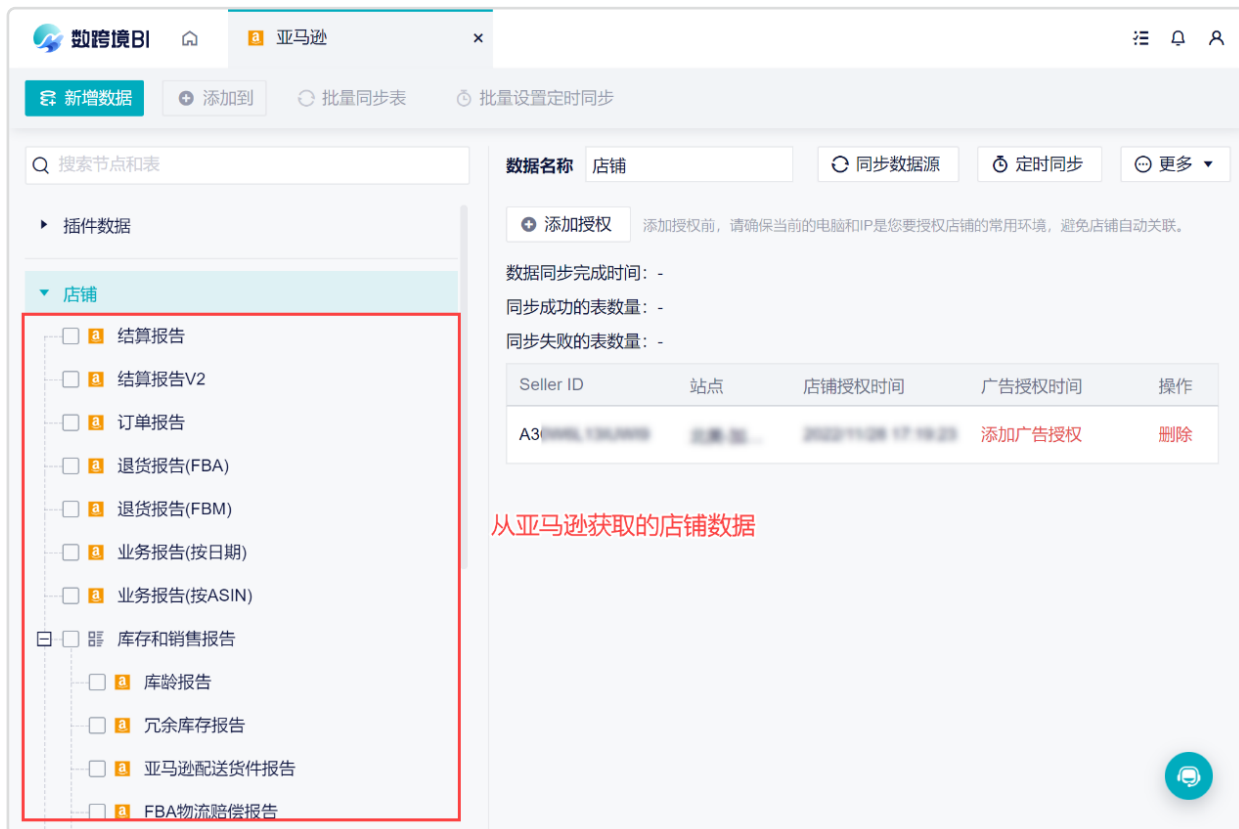 数跨境BI
亚马逊
新增数据 添加到 批量同步表 批量设置定时同步
搜索节点和表
数据名称 店铺 同步数据源 定时同步 更多
插件数据
添加授权 添加授权前，请确保当前的电脑和IP是您要授权店铺的常用环境，避免店铺自动关联。
数据同步完成时间：-
同步成功的表数量：-
同步失败的表数量：-
店铺
结算报告
结算报告V2
订单报告
退货报告(FBA)
退货报告(FBM)
业务报告(按日期)
业务报告(按ASIN)
库存和销售报告
库龄报告
冗余库存报告
亚马逊配送货件报告
FBA物流赔偿报告
Seller ID 站点 店铺授权时间 广告授权时间 操作
A3 添加广告授权 删除
从亚马逊获取的店铺数据